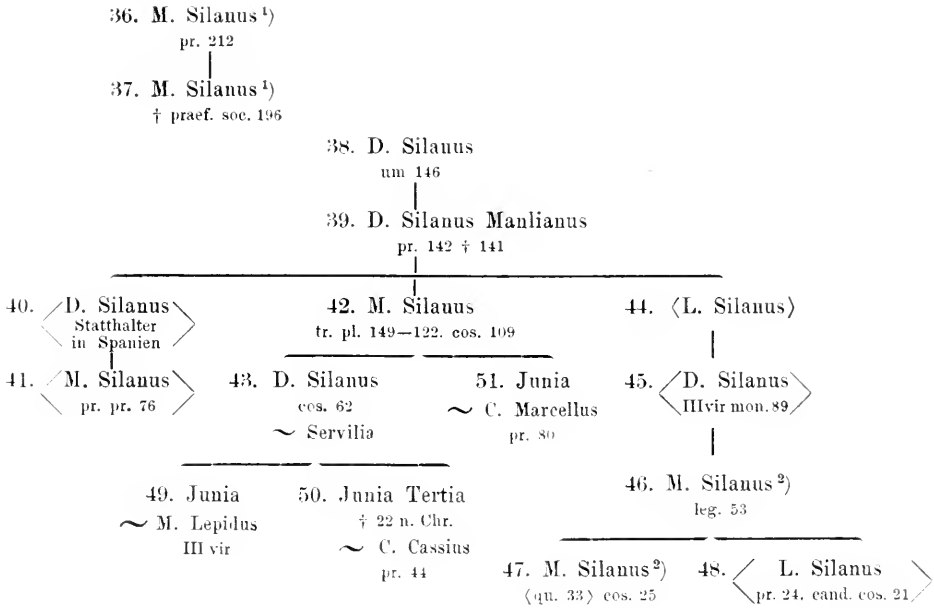 36. M. Silanus ¹)
pr. 212
37. M. Silanus ¹)
† praef. soc. 196
38. D. Silanus
um 146
39. D. Silanus Manlianus
pr. 142 † 141
40. 〈D. Silanus〉
Statthalter
in Spanien
42. M. Silanus
tr. pl. 149—122. cos. 109
44. 〈L. Silanus〉
41. 〈M. Silanus〉
pr. pr. 76
43. D. Silanus
cos. 62
~ Servilia
51. Junia
~ C. Marcellus
pr. 80
45. 〈D. Silanus〉
IIIvir mon. 89
49. Junia
~ M. Lepidus
III vir
50. Junia Tertia
† 22 n. Chr.
~ C. Cassius
pr. 44
46. M. Silanus ²)
leg. 53
47. M. Silanus ²)
〈qu. 33〉 cos. 25
48. 〈L. Silanus〉
pr. 24. cand. cos. 21